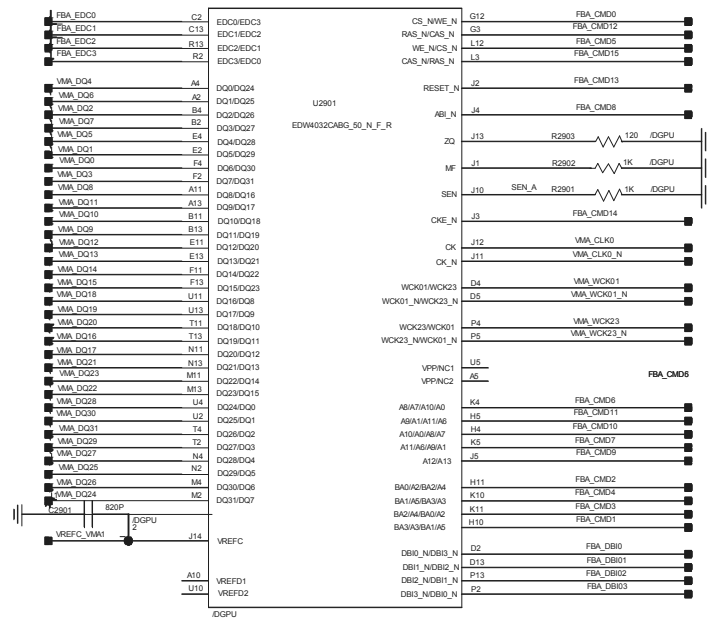 FBA_EDC0 C2 EDC0/EDC3 CS_N/WE_N G12 FBA_CMD0
FBA_EDC1 C13 EDC1/EDC2 RAS_N/CAS_N G3 FBA_CMD12
FBA_EDC2 R13 EDC2/EDC1 WE_N/CS_N L12 FBA_CMD5
FBA_EDC3 R2 EDC3/EDC0 CAS_N/RAS_N L3 FBA_CMD15
VMA_DQ4 A4 DQ0/DQ24 RESET_N J2 FBA_CMD13
VMA_DQ6 A2 DQ1/DQ25 U2901
VMA_DQ2 B4 DQ2/DQ26 ABI_N J4 FBA_CMD8
VMA_DQ7 B2 DQ3/DQ27 EDW4032CABG_50_N_F_R
VMA_DQ5 E4 DQ4/DQ28 ZQ J13 R2903 120 /DGPU
VMA_DQ1 E2 DQ5/DQ29
VMA_DQ0 F4 DQ6/DQ30 MF J1 R2902 1K /DGPU
VMA_DQ3 F2 DQ7/DQ31
VMA_DQ8 A11 DQ8/DQ16 SEN J10 SEN_A R2901 1K /DGPU
VMA_DQ11 A13 DQ9/DQ17
VMA_DQ10 B11 DQ10/DQ18 CKE_N J3 FBA_CMD14
VMA_DQ9 B13 DQ11/DQ19
VMA_DQ12 E11 DQ12/DQ20 CK J12 VMA_CLK0
VMA_DQ13 E13 DQ13/DQ21 CK_N J11 VMA_CLK0_N
VMA_DQ14 F11 DQ14/DQ22
VMA_DQ15 F13 DQ15/DQ23 WCK01/WCK23 D4 VMA_WCK01
VMA_DQ18 U11 DQ16/DQ8 WCK01_N/WCK23_N D5 VMA_WCK01_N
VMA_DQ19 U13 DQ17/DQ9
VMA_DQ20 T11 DQ18/DQ10 WCK23/WCK01 P4 VMA_WCK23
VMA_DQ16 T13 DQ19/DQ11 WCK23_N/WCK01_N P5 VMA_WCK23_N
VMA_DQ17 N11 DQ20/DQ12
VMA_DQ21 N13 DQ21/DQ13 VPP/NC1 U5
VMA_DQ23 M11 DQ22/DQ14 VPP/NC2 A5 FBA_CMD6
VMA_DQ22 M13 DQ23/DQ15
VMA_DQ28 U4 DQ24/DQ0 A8/A7/A10/A0 K4 FBA_CMD6
VMA_DQ30 U2 DQ25/DQ1 A9/A1/A11/A6 H5 FBA_CMD11
VMA_DQ31 T4 DQ26/DQ2 A10/A0/A8/A7 H4 FBA_CMD10
VMA_DQ29 T2 DQ27/DQ3 A11/A6/A9/A1 K5 FBA_CMD7
VMA_DQ27 N4 DQ28/DQ4 A12/A13 J5 FBA_CMD9
VMA_DQ25 N2 DQ29/DQ5
VMA_DQ26 M4 DQ30/DQ6 BA0/A2/BA2/A4 H11 FBA_CMD2
VMA_DQ24 M2 DQ31/DQ7 BA1/A5/BA3/A3 K10 FBA_CMD4
C2901 820P BA2/A4/BA0/A2 K11 FBA_CMD3
/DGPU BA3/A3/BA1/A5 H10 FBA_CMD1
2
VREFC_VMA1 J14 VREFC
DBI0_N/DBI3_N D2 FBA_DBI0
DBI1_N/DBI2_N D13 FBA_DBI01
A10 VREFD1 DBI2_N/DBI1_N P13 FBA_DBI02
U10 VREFD2 DBI3_N/DBI0_N P2 FBA_DBI03
/DGPU